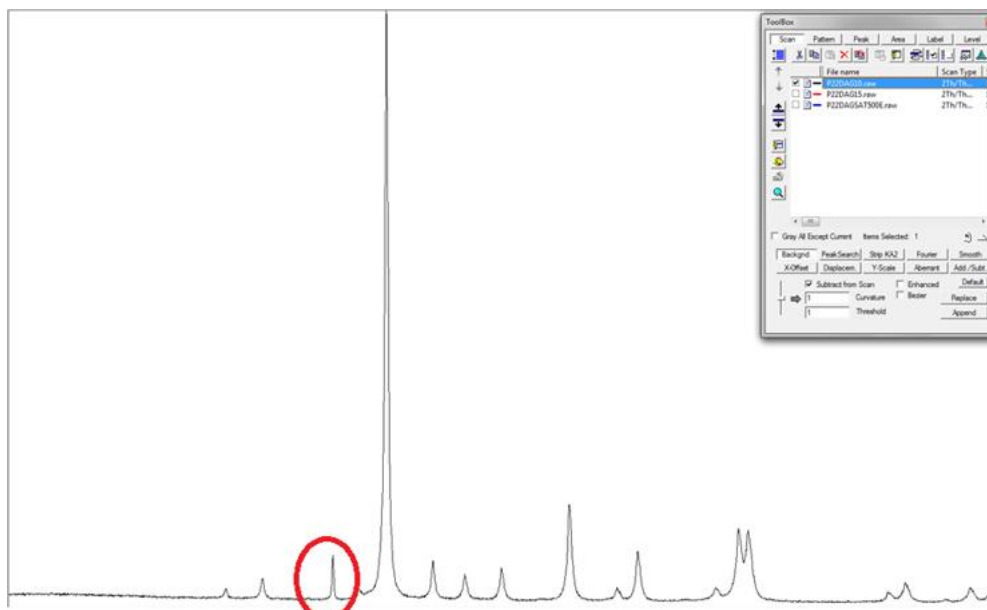 ToolBox
Scan Pattern Peak Area Label Level
File name Scan Type
P22DAG10.raw 2Th/Th...
P22DAG15.raw 2Th/Th...
P22DAGSAT500E.raw 2Th/Th...
Gray All Except Current Items Selected: 1
Backgnd. PeakSearch Strip KA2 Fourier Smooth
X-Offset Displacem. Y-Scale Aberrant Add./Subt.
Subtract from Scan Enhanced Default
1 Curvature Bezier Replace
1 Threshold Append